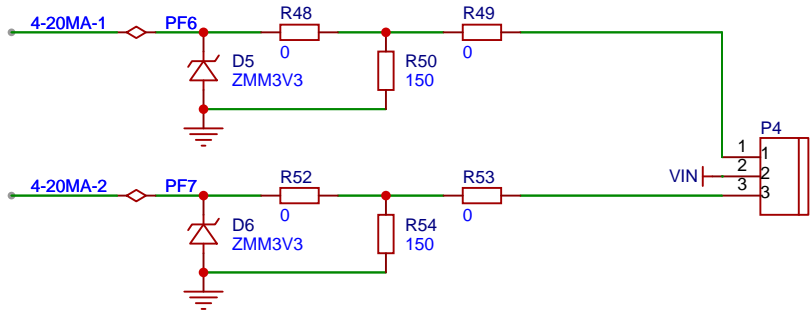 4-20MA-1 PF6 R48 R49
0 0
D5
ZMM3V3
R50
150
P4
1 1
VIN 2 2
3 3
4-20MA-2 PF7 R52 R53
0 0
D6
ZMM3V3
R54
150